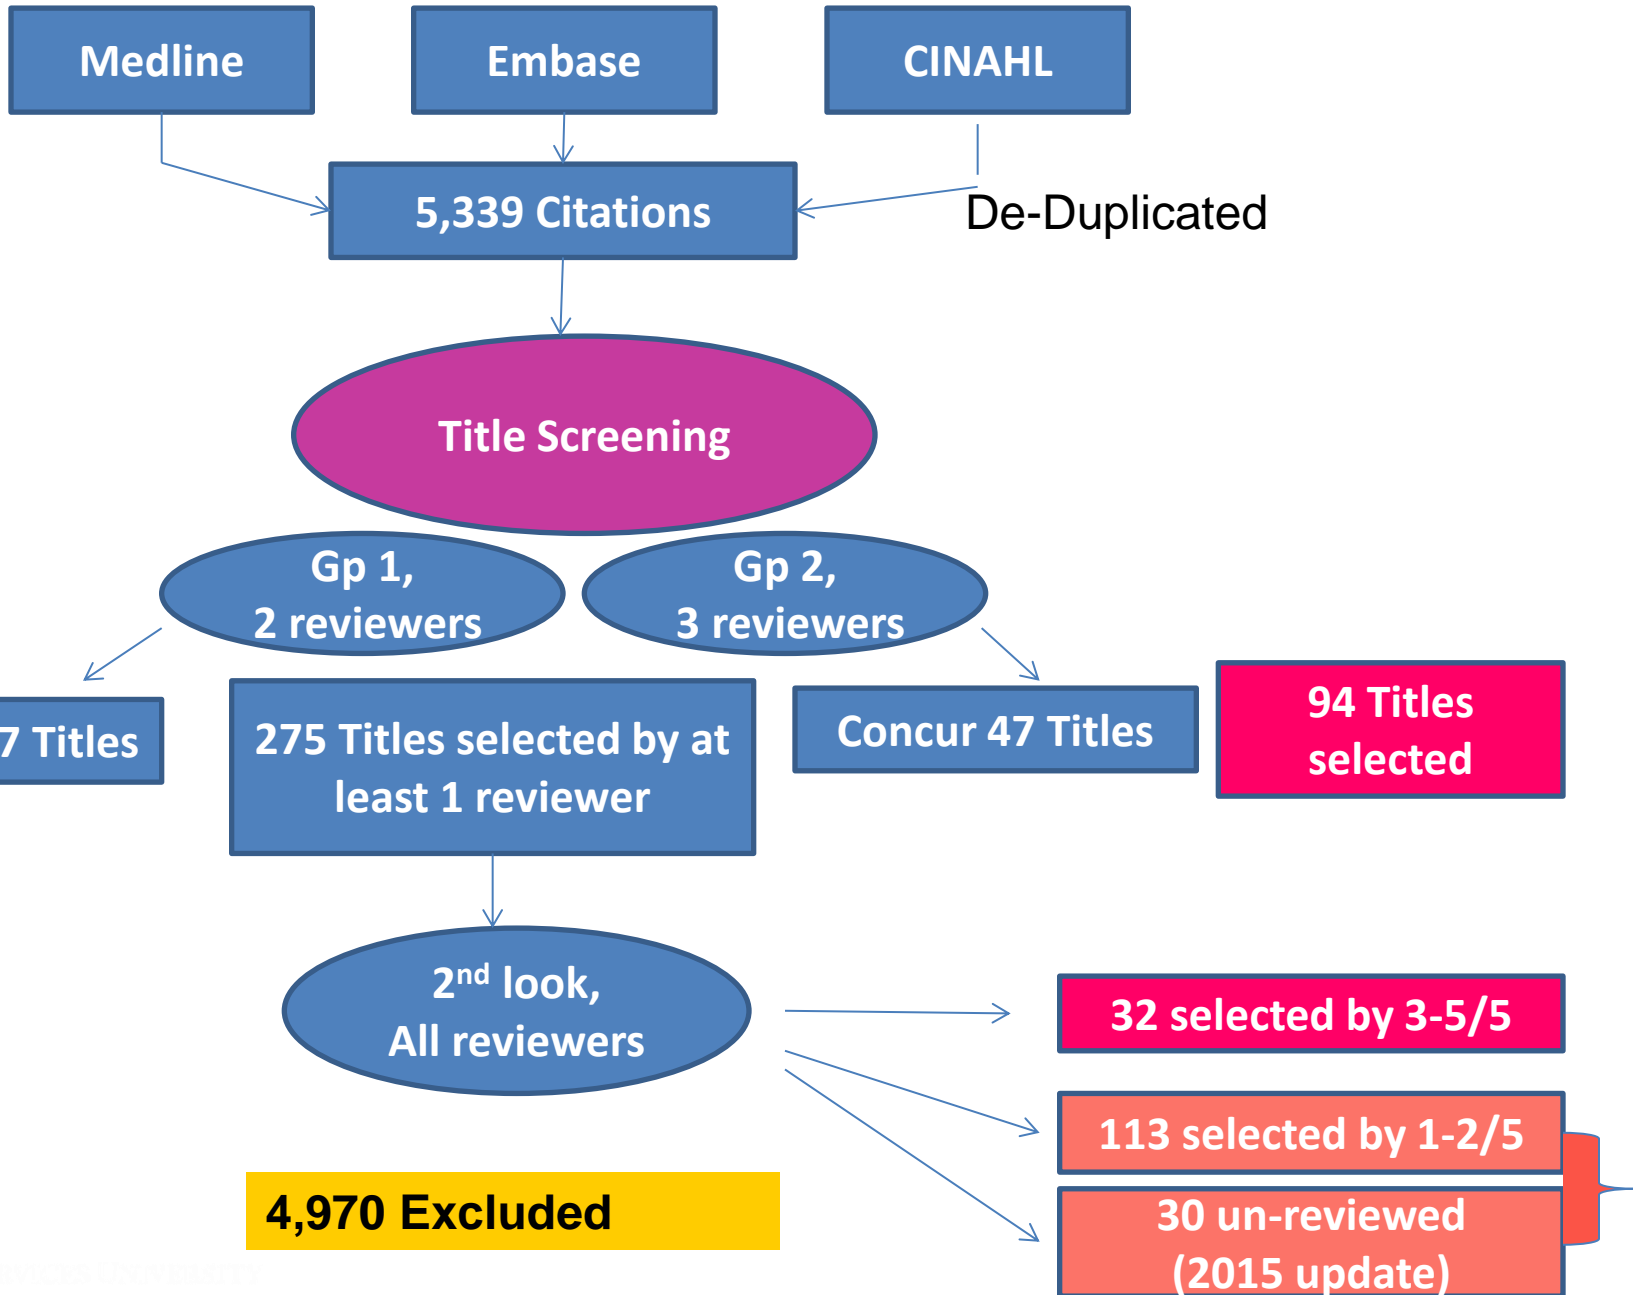 Medline
Embase
CINAHL
5,339 Citations
De-Duplicated
Title Screening
Gp 1,
2 reviewers
Gp 2,
3 reviewers
7 Titles
275 Titles selected by at
least 1 reviewer
Concur 47 Titles
94 Titles
selected
2nd look,
All reviewers
32 selected by 3-5/5
113 selected by 1-2/5
4,970 Excluded
30 un-reviewed
(2015 update)